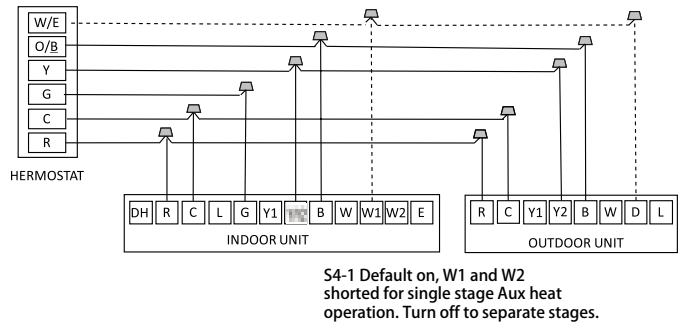 W/E
O/B
Y
G
C
R
HERMOSTAT
DH R C L G Y1 B W W1 W2 E
INDOOR UNIT
R C Y1 Y2 B W D L
OUTDOOR UNIT
S4-1 Default on, W1 and W2
shorted for single stage Aux heat
operation. Turn off to separate stages.